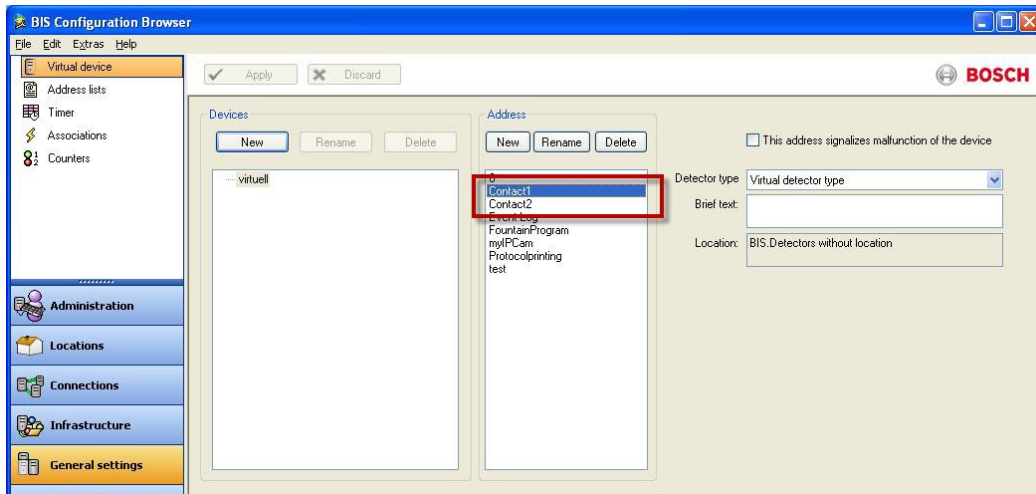 BIS Configuration Browser
File Edit Extras Help
Virtual device
Address lists
Timer
Associations
Counters
Administration
Locations
Connections
Infrastructure
General settings
Apply Discard
BOSCH
Devices
New Rename Delete
virtuell
Address
New Rename Delete
0
Contact1
Contact2
Event Log
FountainProgram
myIPCam
Protocolprinting
test
This address signalizes malfunction of the device
Detector type Virtual detector type
Brief text:
Location: BIS.Detectors without location